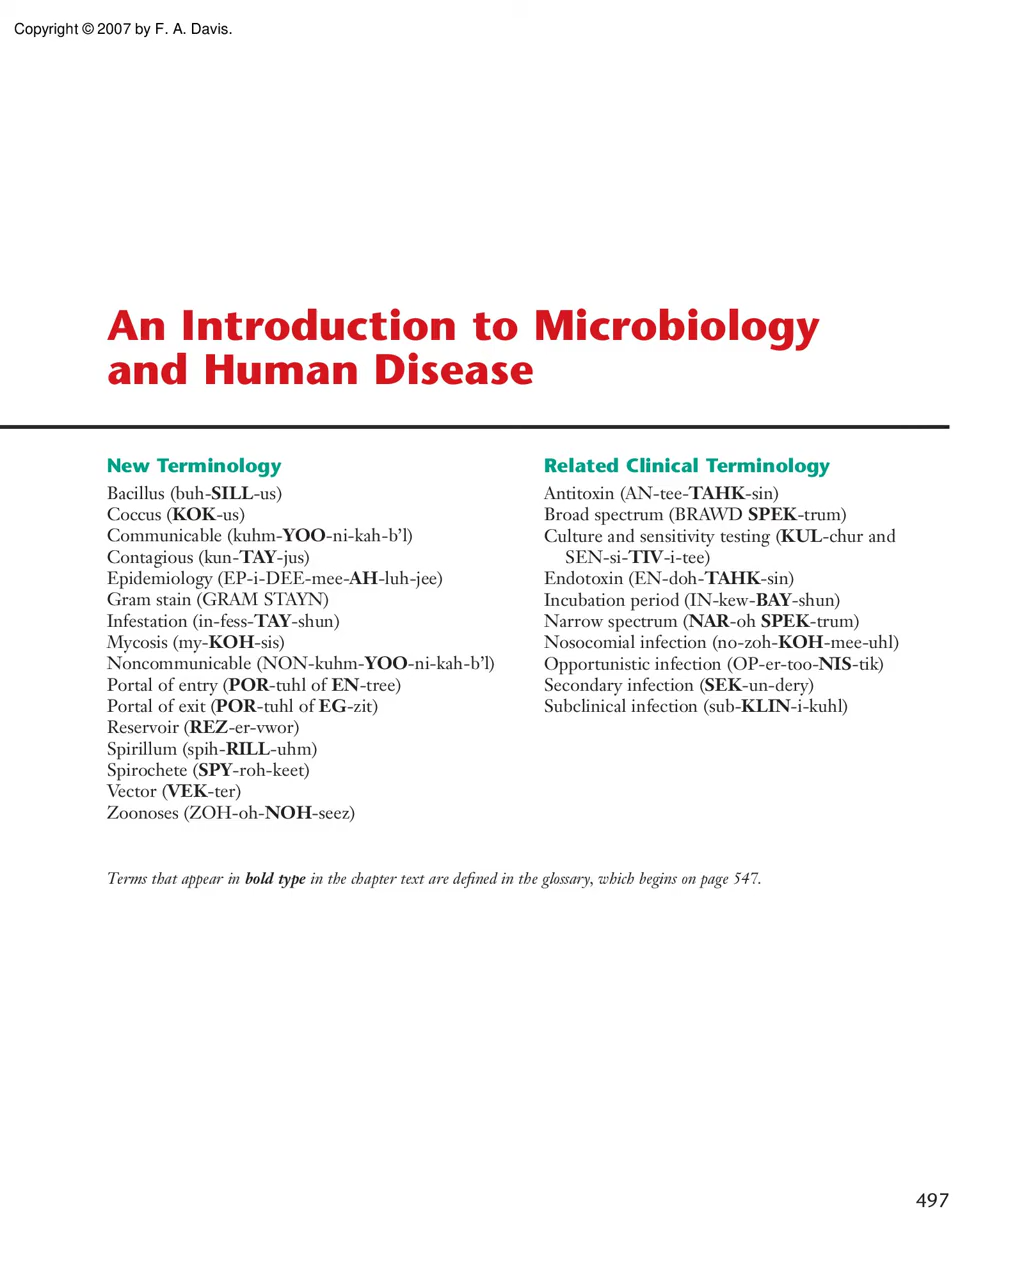 Copyright © 2007 by F. A. Davis.
An Introduction to Microbiology
and Human Disease
New Terminology
Bacillus (buh-SILL-us)
Coccus (KOK-us)
Communicable (kuhm-YOO-ni-kah-b’l)
Contagious (kun-TAY-jus)
Epidemiology (EP-i-DEE-mee-AH-luh-jee)
Gram stain (GRAM STAYN)
Infestation (in-fess-TAY-shun)
Mycosis (my-KOH-sis)
Noncommunicable (NON-kuhm-YOO-ni-kah-b’l)
Portal of entry (POR-tuhl of EN-tree)
Portal of exit (POR-tuhl of EG-zit)
Reservoir (REZ-er-vwor)
Spirillum (spih-RILL-uhm)
Spirochete (SPY-roh-keet)
Vector (VEK-ter)
Zoonoses (ZOH-oh-NOH-seez)
Related Clinical Terminology
Antitoxin (AN-tee-TAHK-sin)
Broad spectrum (BRAWD SPEK-trum)
Culture and sensitivity testing (KUL-chur and
SEN-si-TIV-i-tee)
Endotoxin (EN-doh-TAHK-sin)
Incubation period (IN-kew-BAY-shun)
Narrow spectrum (NAR-oh SPEK-trum)
Nosocomial infection (no-zoh-KOH-mee-uhl)
Opportunistic infection (OP-er-too-NIS-tik)
Secondary infection (SEK-un-dery)
Subclinical infection (sub-KLIN-i-kuhl)
Terms that appear in bold type in the chapter text are defined in the glossary, which begins on page 547.
497